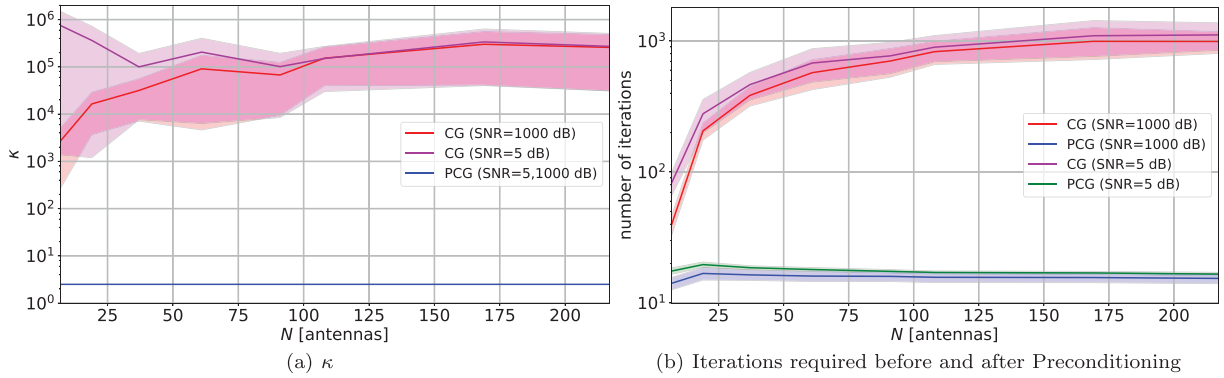 10^6
10^5
10^4
10^3
10^2
10^1
10^0
κ
CG (SNR=1000 dB)
CG (SNR=5 dB)
PCG (SNR=5,1000 dB)
25 50 75 100 125 150 175 200
N [antennas]
(a) κ
10^3
10^2
10^1
number of iterations
CG (SNR=1000 dB)
PCG (SNR=1000 dB)
CG (SNR=5 dB)
PCG (SNR=5 dB)
25 50 75 100 125 150 175 200
N [antennas]
(b) Iterations required before and after Preconditioning